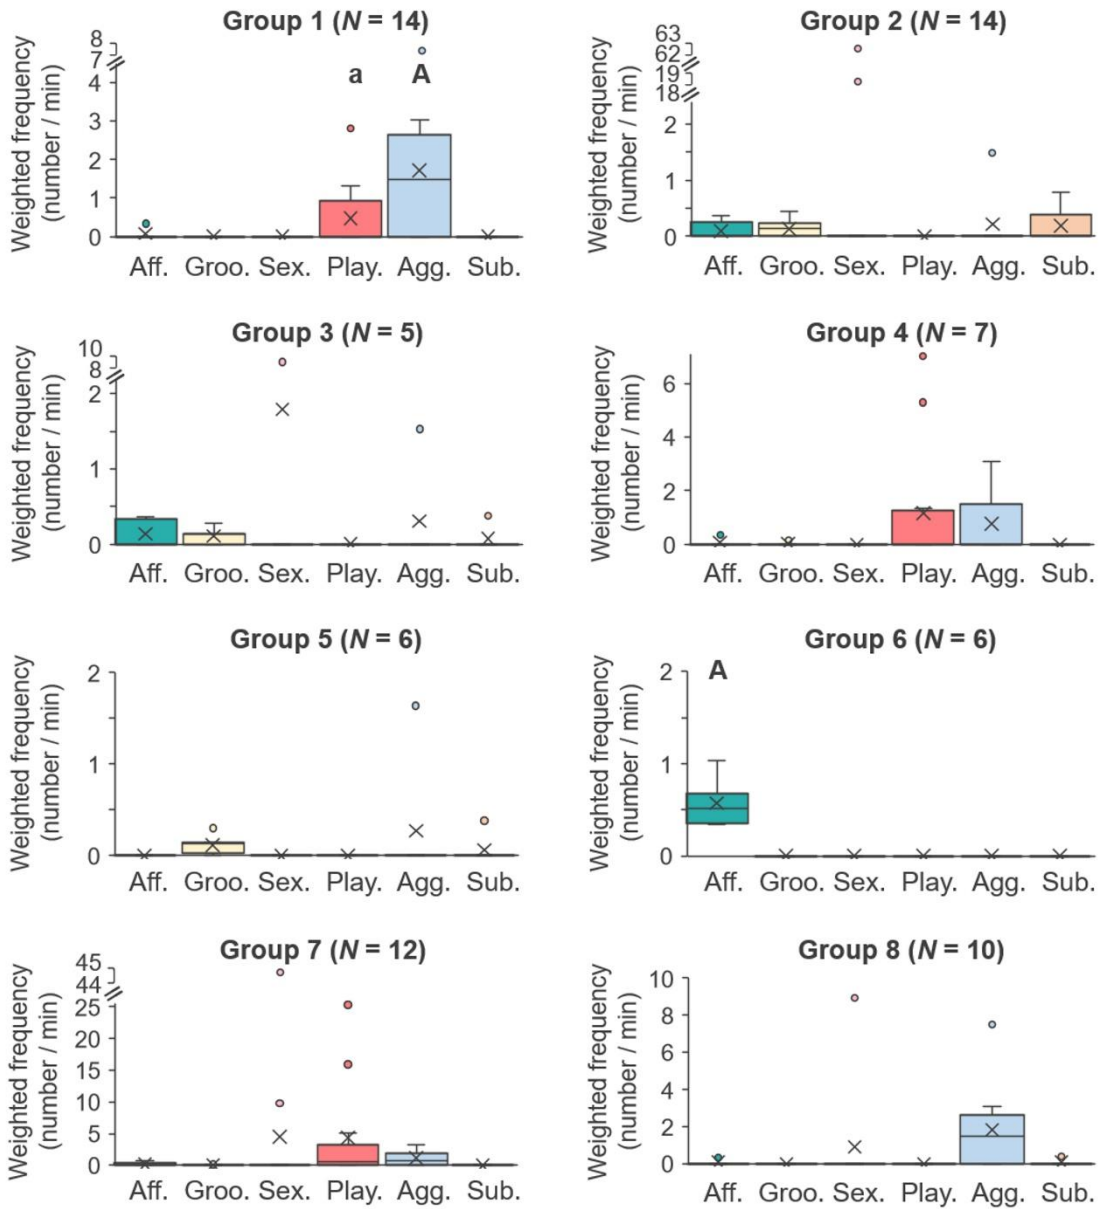 Group 1 (N = 14)
Weighted frequency
(number / min)
8
7
4
3
2
1
0
a
A
Aff. Groo. Sex. Play. Agg. Sub.
Group 2 (N = 14)
Weighted frequency
(number / min)
63
62
19
18
2
1
0
Aff. Groo. Sex. Play. Agg. Sub.
Group 3 (N = 5)
Weighted frequency
(number / min)
10
8
2
1
0
Aff. Groo. Sex. Play. Agg. Sub.
Group 4 (N = 7)
Weighted frequency
(number / min)
6
4
2
0
Aff. Groo. Sex. Play. Agg. Sub.
Group 5 (N = 6)
Weighted frequency
(number / min)
2
1
0
Aff. Groo. Sex. Play. Agg. Sub.
Group 6 (N = 6)
Weighted frequency
(number / min)
2
1
0
A
Aff. Groo. Sex. Play. Agg. Sub.
Group 7 (N = 12)
Weighted frequency
(number / min)
45
44
25
20
15
10
5
0
Aff. Groo. Sex. Play. Agg. Sub.
Group 8 (N = 10)
Weighted frequency
(number / min)
10
8
6
4
2
0
Aff. Groo. Sex. Play. Agg. Sub.